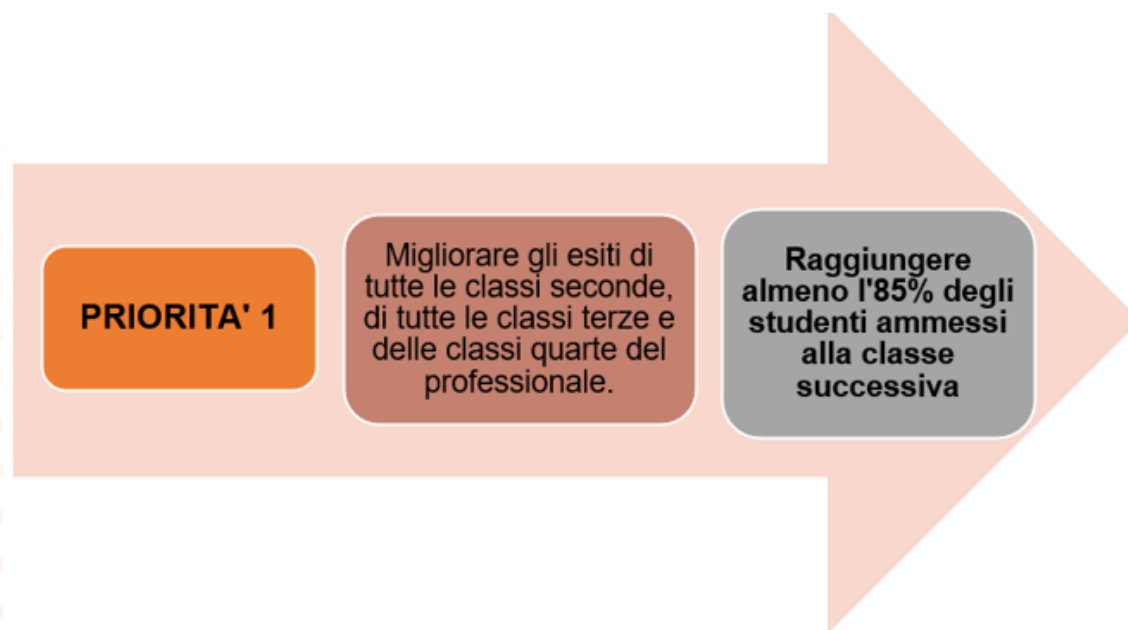 PRIORITA' 1
Migliorare gli esiti di
tutte le classi seconde,
di tutte le classi terze e
delle classi quarte del
professionale.
Raggiungere
almeno l'85% degli
studenti ammessi
alla classe
successiva